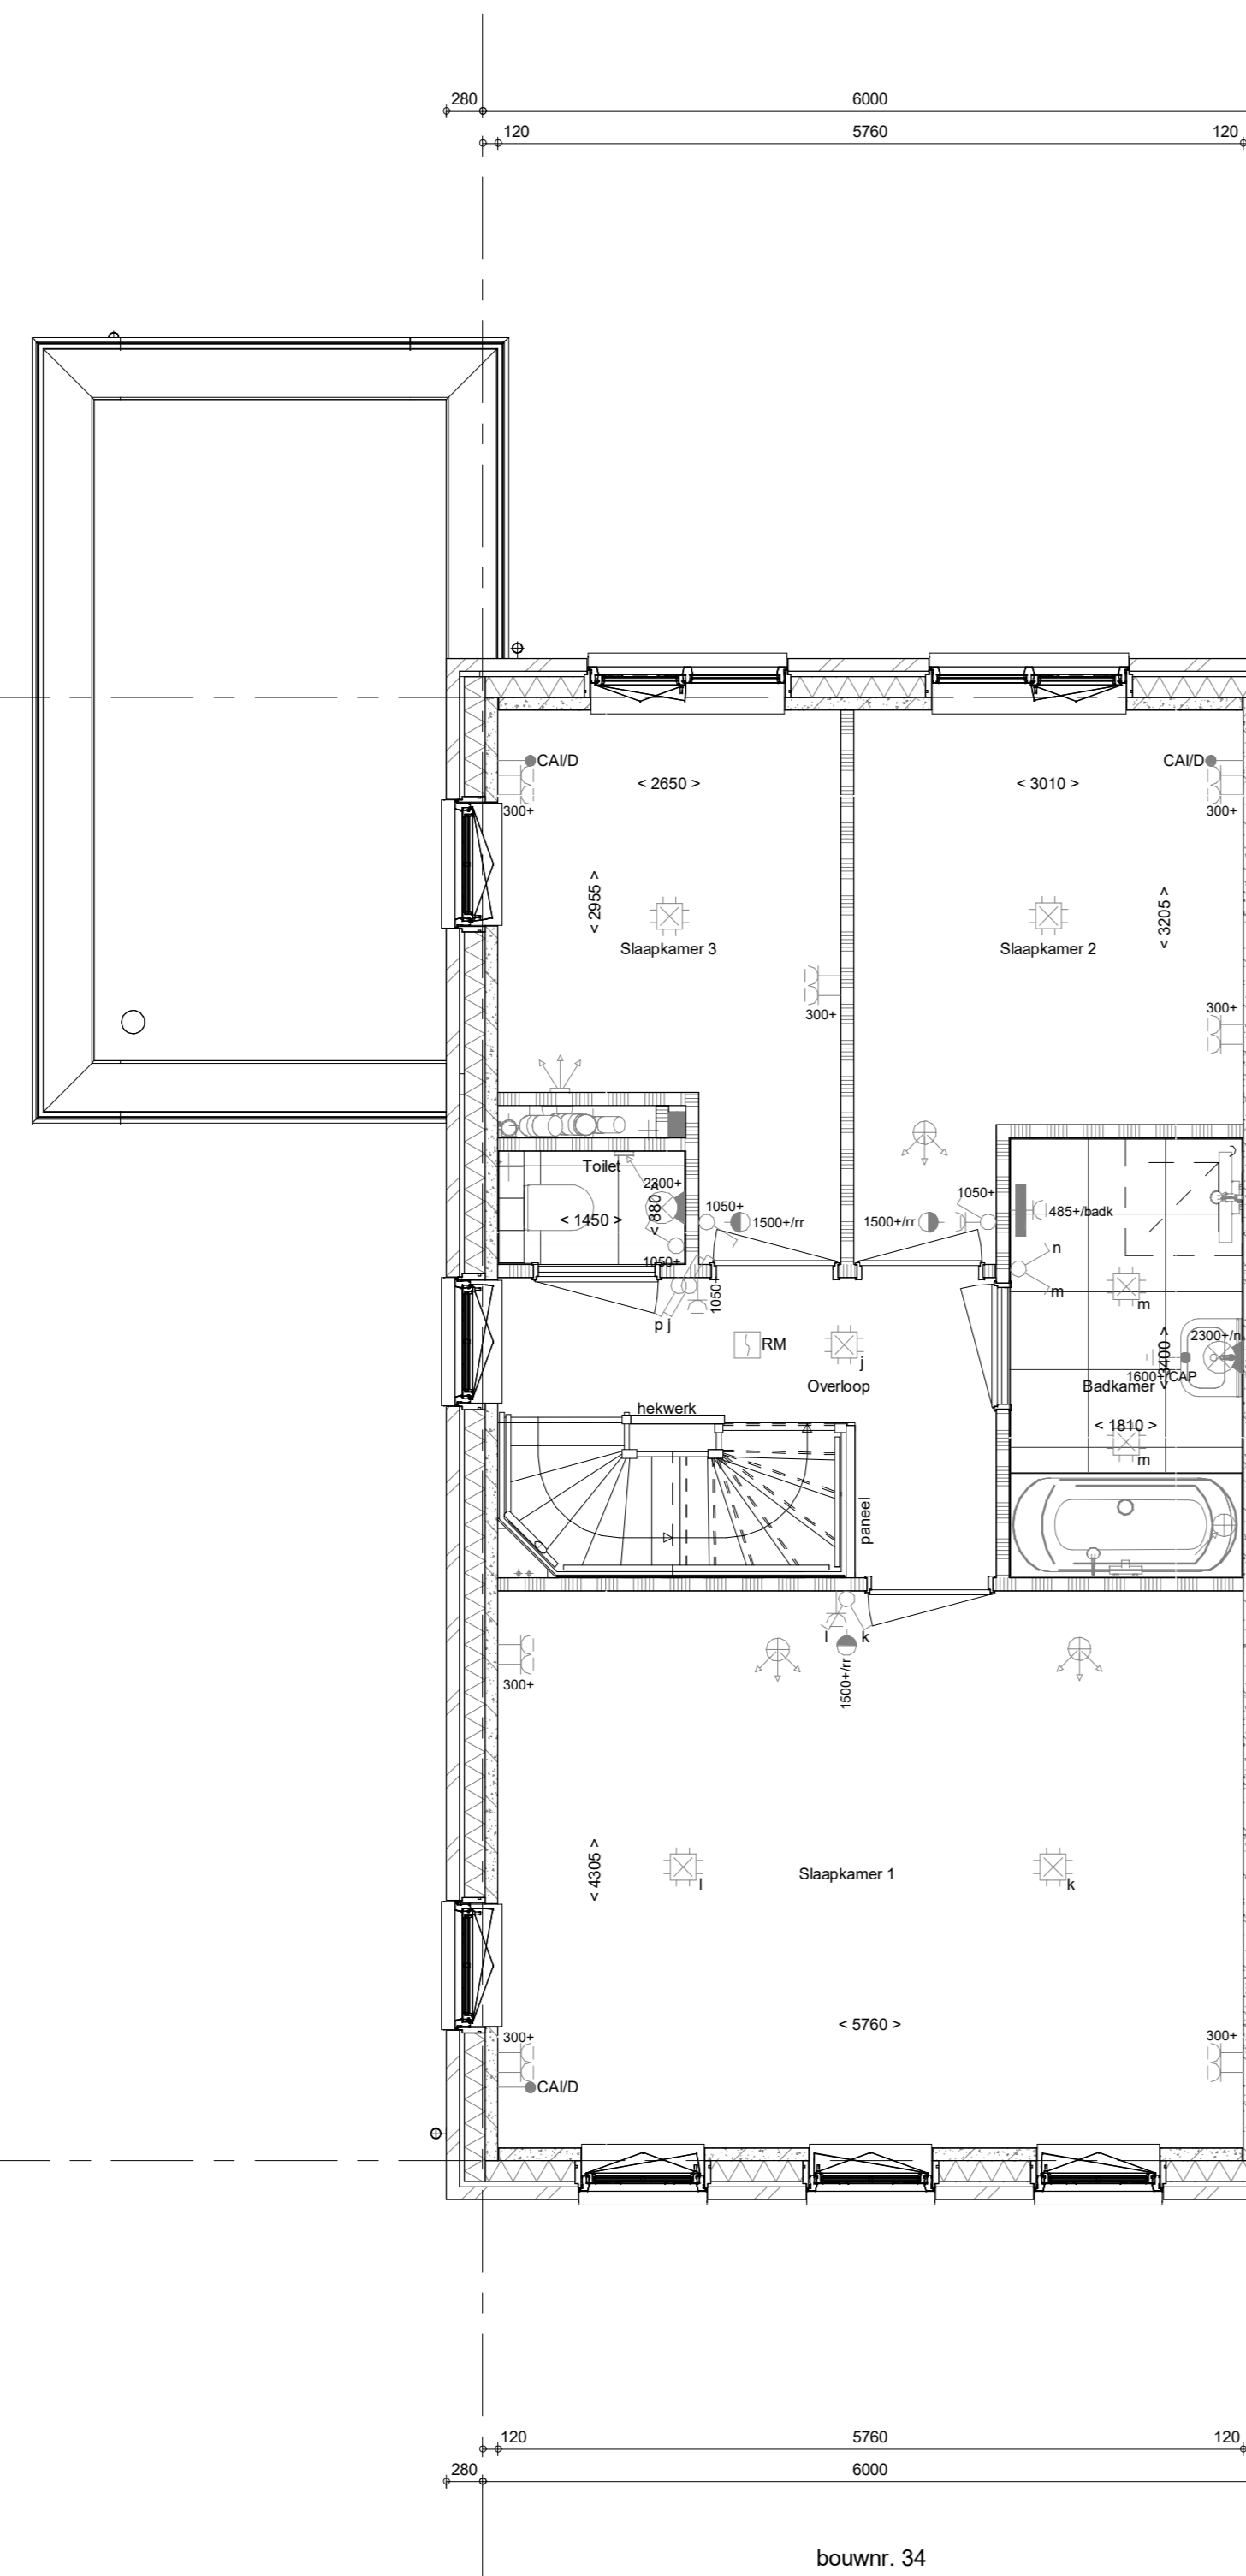 280
6000
120
5760
120
CAI/D
300+
< 2650 >
< 3010 >
CAI/D
300+
< 2955 >
Slaapkamer 3
< 3205 >
Slaapkamer 2
300+
300+
Toilet
2300+
< 1450 >
< 880 >
1050+
1050+
1500+/rr
1500+/rr
1050+
485+/badk
n
m
1050+
p j
RM
j
Overloop
m
2300+/n
< 3400 >
1600+/CAP
Badkamer
< 1810 >
m
hekwerk
paneel
l
k
1500+/rr
300+
< 4305 >
l
Slaapkamer 1
k
< 5760 >
300+
CAI/D
300+
120
5760
120
280
6000
bouwnr. 34